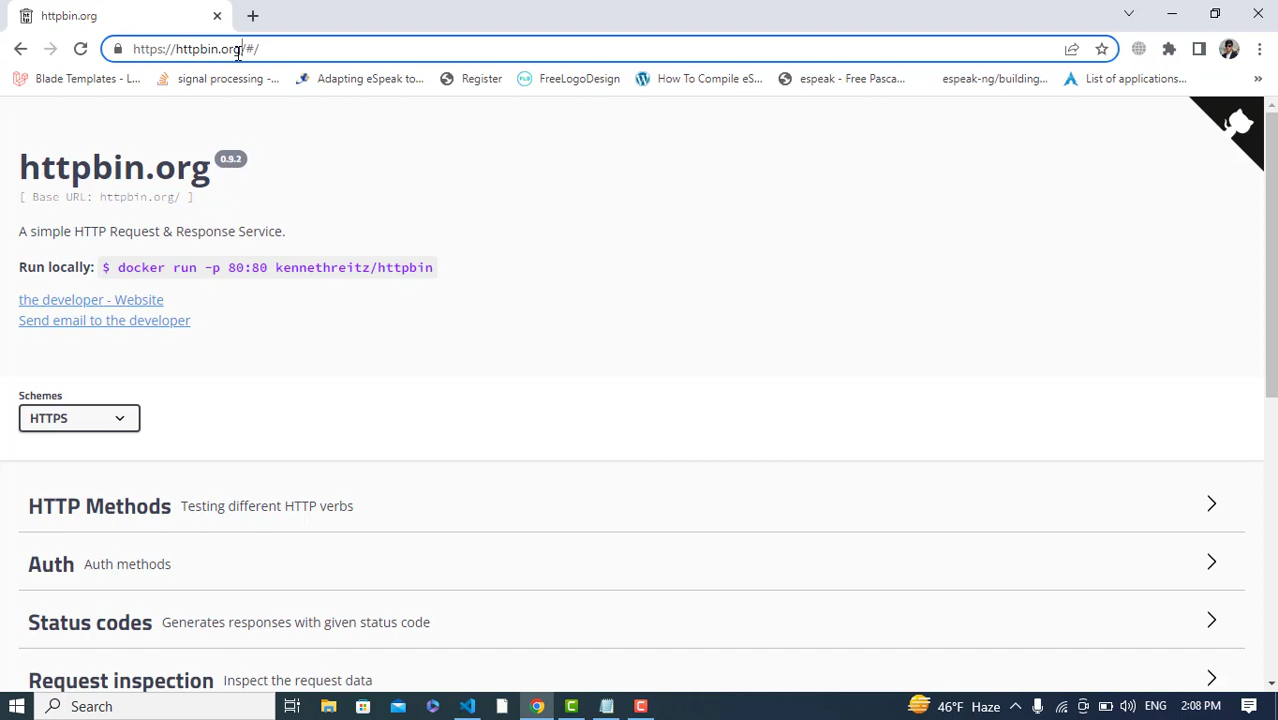 httpbin.org
https://httpbin.org/#/
Blade Templates - L...
signal processing -...
Adapting eSpeak to...
Register
FreeLogoDesign
How To Compile eS...
espeak - Free Pasca...
espeak-ng/building...
List of applications...
httpbin.org 0.9.2
[ Base URL: httpbin.org/ ]
A simple HTTP Request & Response Service.
Run locally: $ docker run -p 80:80 kennethreitz/httpbin
the developer - Website
Send email to the developer
Schemes
HTTPS
HTTP Methods Testing different HTTP verbs
Auth Auth methods
Status codes Generates responses with given status code
Request inspection Inspect the request data
Search
46°F Haze
ENG
2:08 PM